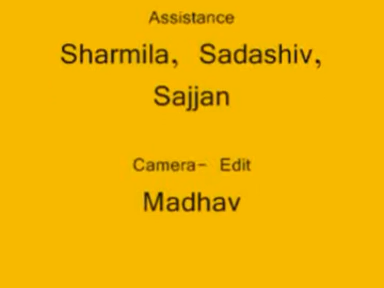 Assistance
Sharmila, Sadashiv,
Sajjan
Camera- Edit
Madhav